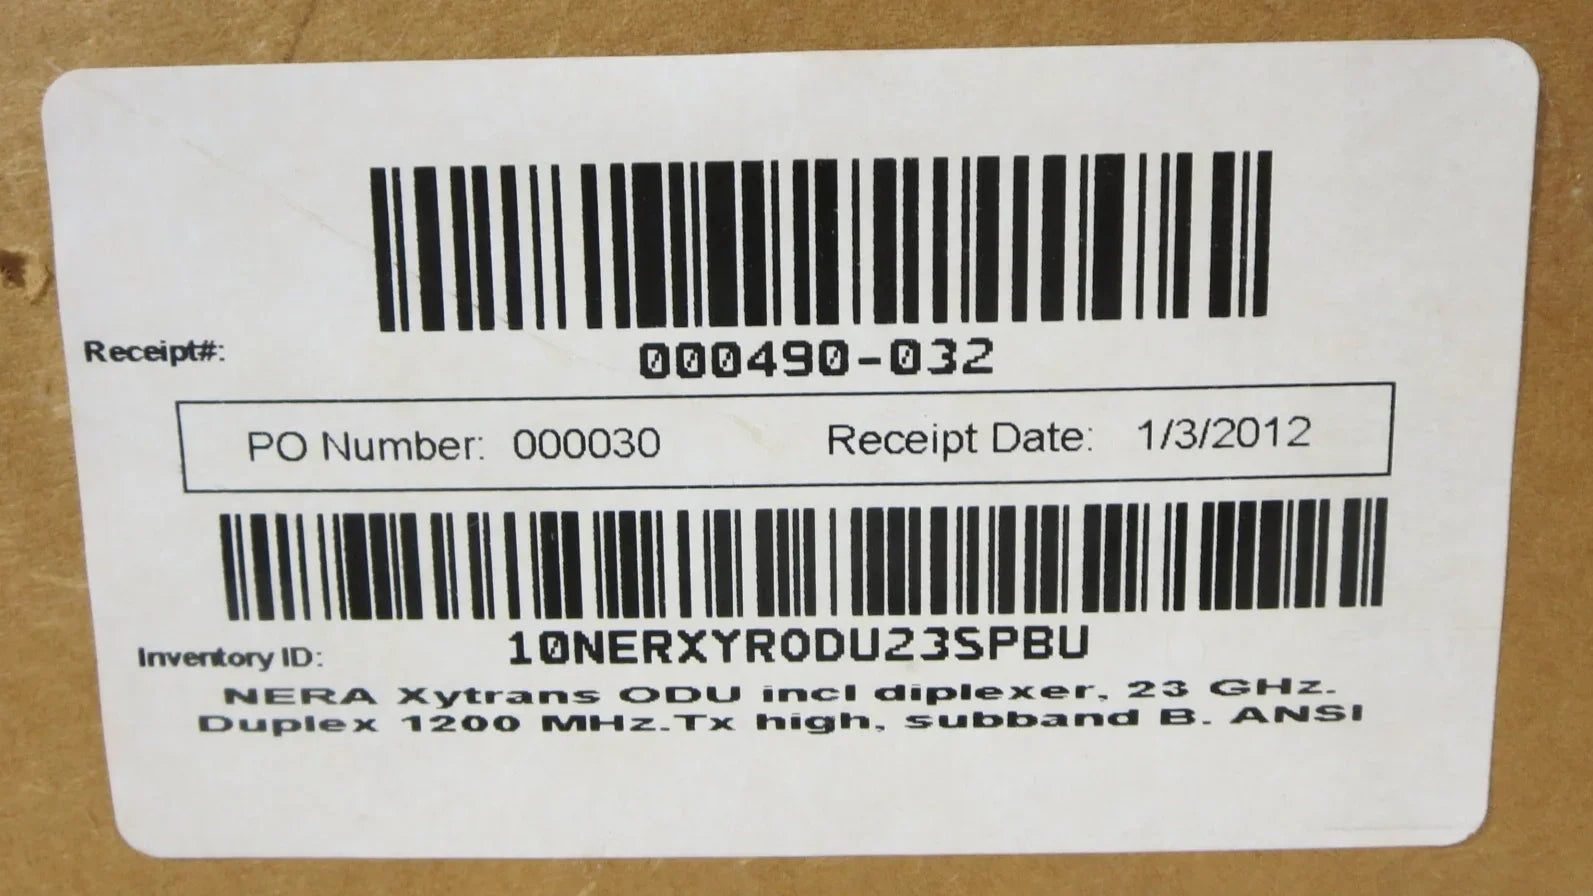 Receipt#:
000490-032
PO Number: 000030 Receipt Date: 1/3/2012
Inventory ID:
10NERXYRODU23SPBU
NERA Xytrans ODU incl diplexer, 23 GHz.
Duplex 1200 MHz.Tx high, subband B. ANSI